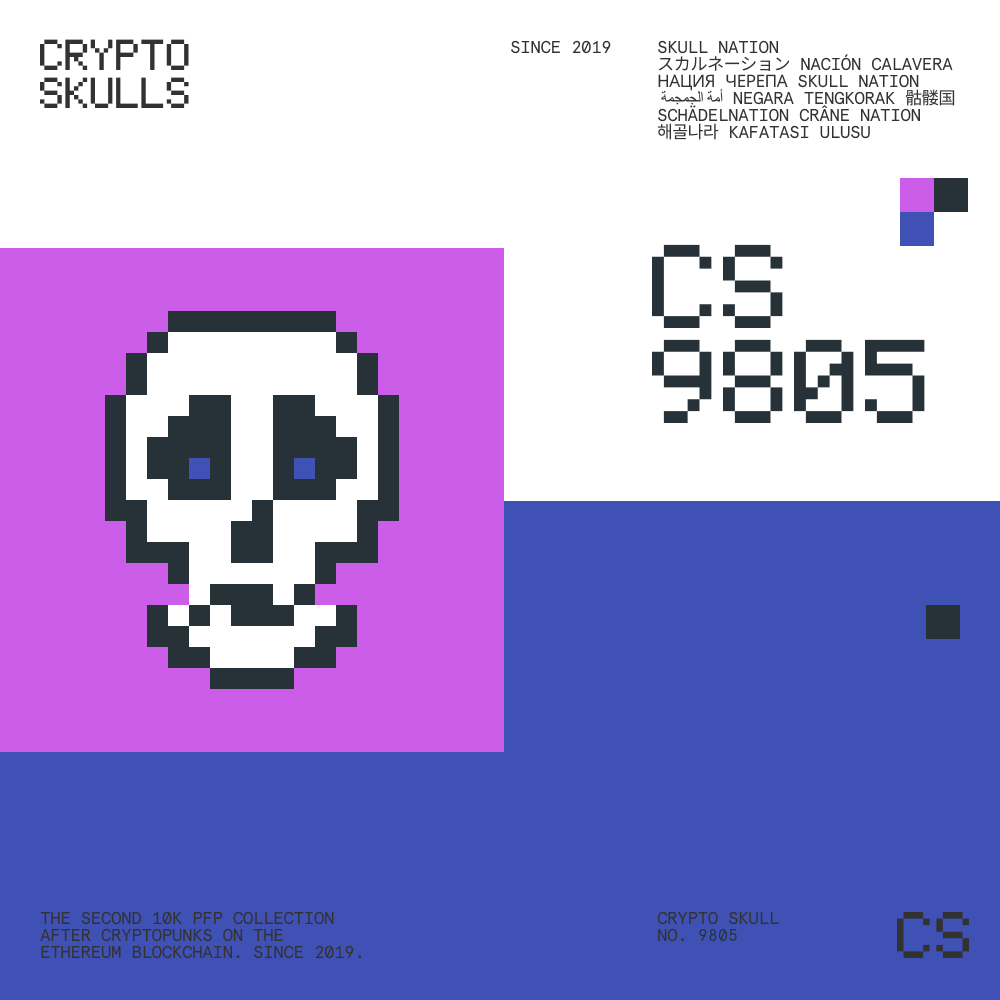 CRYPTO
SKULLS
SINCE 2019
SKULL NATION
スカルネーション NACIÓN CALAVERA
НАЦИЯ ЧЕРЕПА SKULL NATION
أمة الجمجمة NEGARA TENGKORAK 骷髅国
SCHÄDELNATION CRÂNE NATION
해골나라 KAFATASI ULUSU
CS
9805
THE SECOND 10K PFP COLLECTION
AFTER CRYPTOPUNKS ON THE
ETHEREUM BLOCKCHAIN. SINCE 2019.
CRYPTO SKULL
NO. 9805
CS